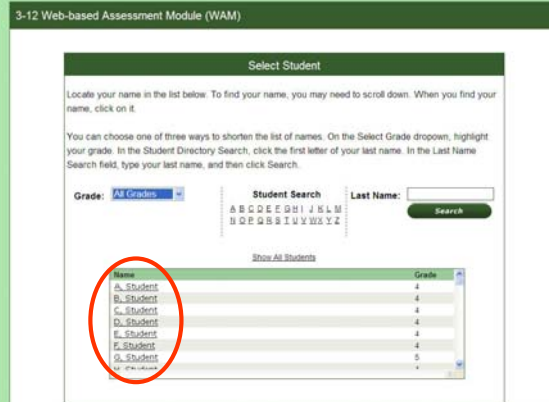 3-12 Web-based Assessment Module (WAM)
Select Student
Locate your name in the list below. To find your name, you may need to scroll down. When you find your
name, click on it.
You can choose one of three ways to shorten the list of names. On the Select Grade dropown, highlight
your grade. In the Student Directory Search, click the first letter of your last name. In the Last Name
Search field, type your last name, and then click Search.
Grade: All Grades Student Search Last Name:
A B C D E F G H I J K L M
N O P Q R S T U V W X Y Z Search
Show All Students
Name Grade
A, Student 4
B, Student 4
C, Student 4
D, Student 4
E, Student 4
F, Student 4
G, Student 5